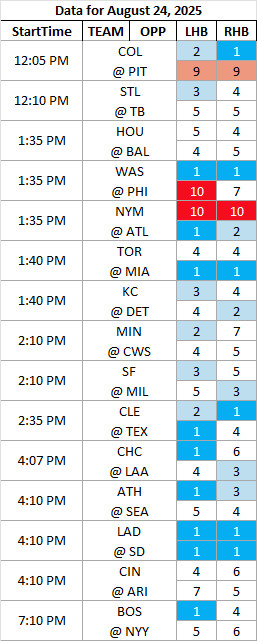 Data for August 24, 2025
StartTime TEAM OPP LHB RHB
12:05 PM
COL 2 1
@ PIT 9 9
12:10 PM
STL 3 4
@ TB 5 5
1:35 PM
HOU 5 4
@ BAL 4 5
1:35 PM
WAS 1 1
@ PHI 10 7
1:35 PM
NYM 10 10
@ ATL 1 2
1:40 PM
TOR 4 4
@ MIA 1 1
1:40 PM
KC 3 4
@ DET 4 2
2:10 PM
MIN 2 7
@ CWS 4 5
2:10 PM
SF 3 5
@ MIL 5 3
2:35 PM
CLE 2 1
@ TEX 1 4
4:07 PM
CHC 1 6
@ LAA 4 3
4:10 PM
ATH 1 3
@ SEA 5 4
4:10 PM
LAD 1 1
@ SD 1 1
4:10 PM
CIN 4 6
@ ARI 7 5
7:10 PM
BOS 1 4
@ NYY 5 6